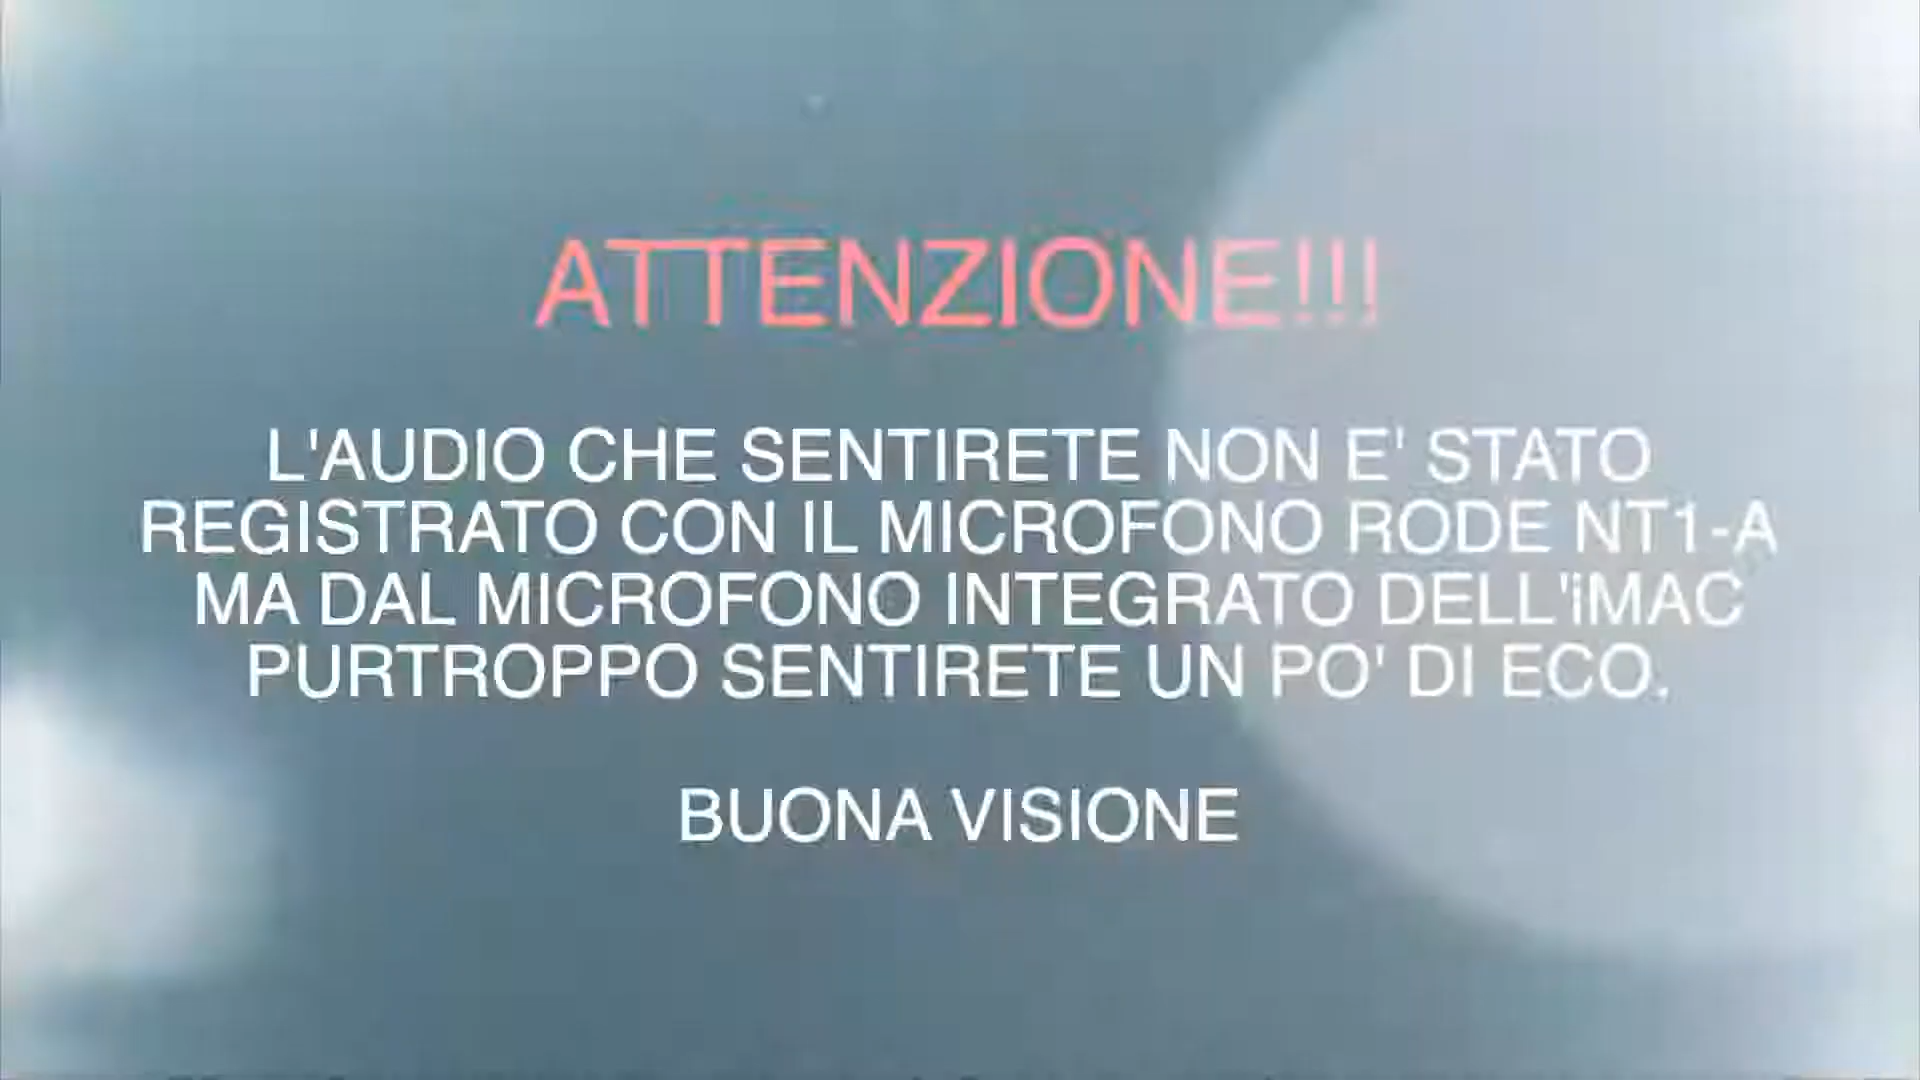 ATTENZIONE!!!
L'AUDIO CHE SENTIRETE NON E' STATO
REGISTRATO CON IL MICROFONO RODE NT1-A
MA DAL MICROFONO INTEGRATO DELL'iMAC
PURTROPPO SENTIRETE UN PO' DI ECO.
BUONA VISIONE